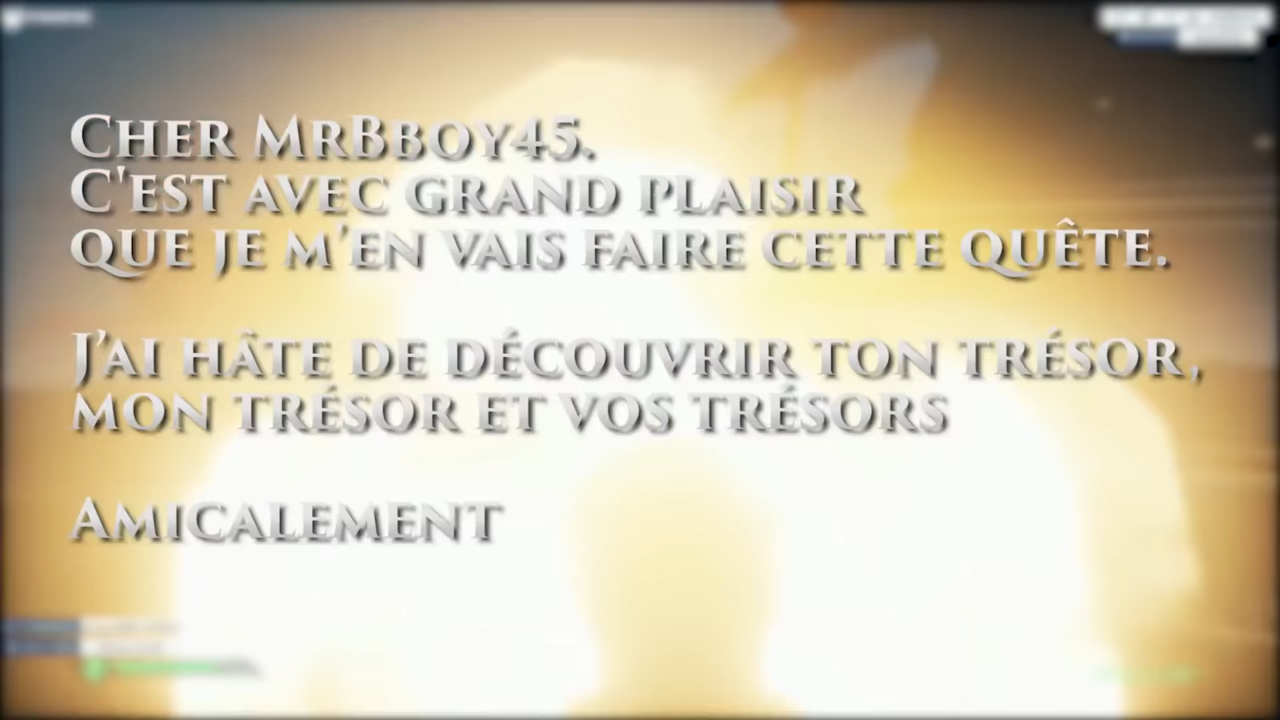 Cher MrBboy45.
C'est avec grand plaisir
que je m'en vais faire cette quête.
J'ai hâte de découvrir ton trésor,
mon trésor et vos trésors
Amicalement